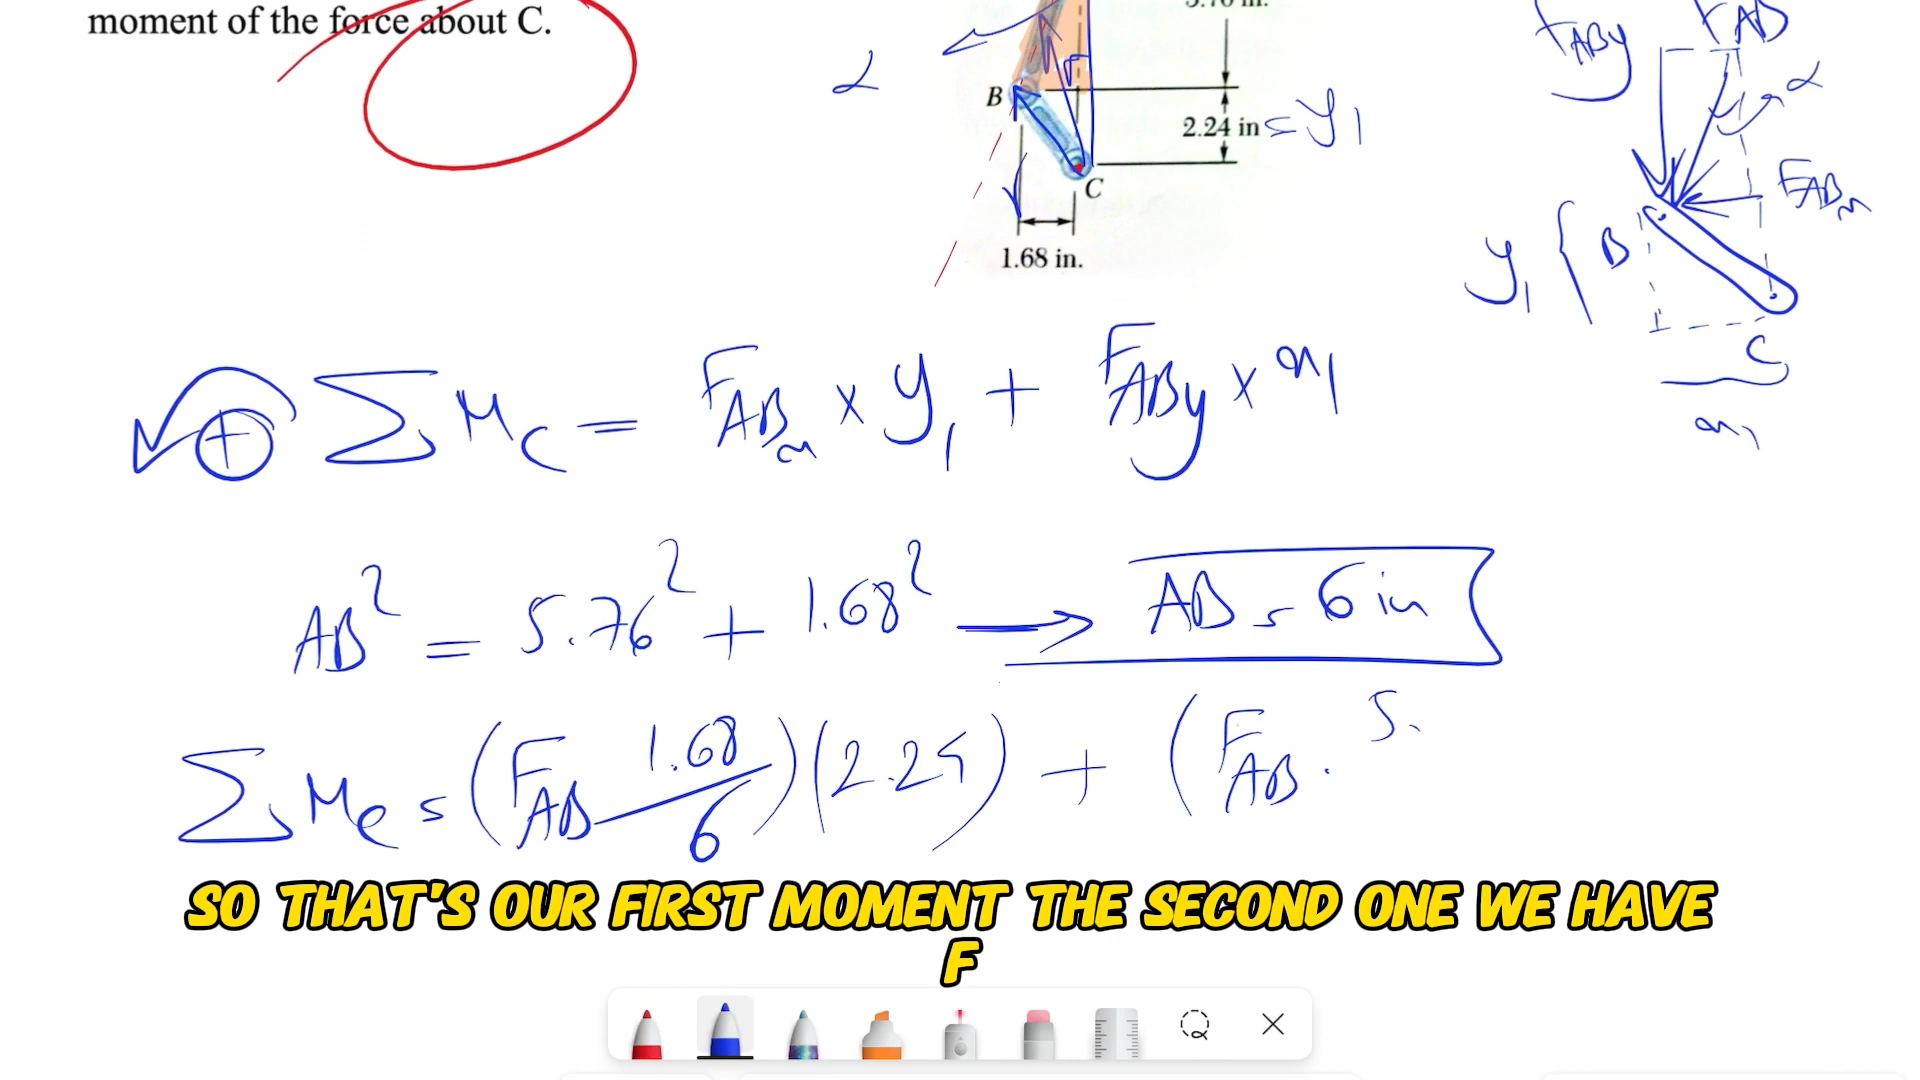 moment of the force about C.
α
B
2.24 in = y1
C
1.68 in.
FABy
FAB
α
FABx
y1 { B
C
x1
+ ΣMC = FABx × y1 + FABy × x1
AB² = 5.76² + 1.68² → AB = 6 in
ΣMC = (FAB 1.68/6)(2.24) + (FAB . 5.
SO THAT'S OUR FIRST MOMENT THE SECOND ONE WE HAVE
F